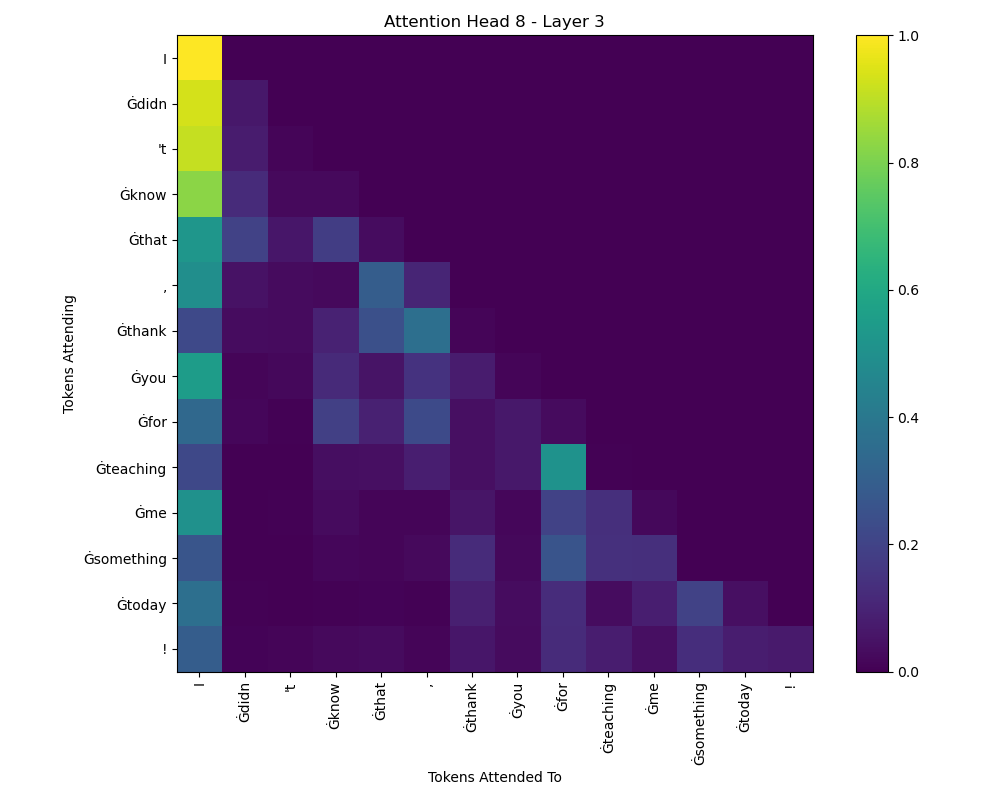 Attention Head 8 - Layer 3
I
Ġdidn
't
Ġknow
Ġthat
,
Ġthank
Ġyou
Ġfor
Ġteaching
Ġme
Ġsomething
Ġtoday
!
Tokens Attending
I
Ġdidn
't
Ġknow
Ġthat
,
Ġthank
Ġyou
Ġfor
Ġteaching
Ġme
Ġsomething
Ġtoday
!
Tokens Attended To
1.0
0.8
0.6
0.4
0.2
0.0